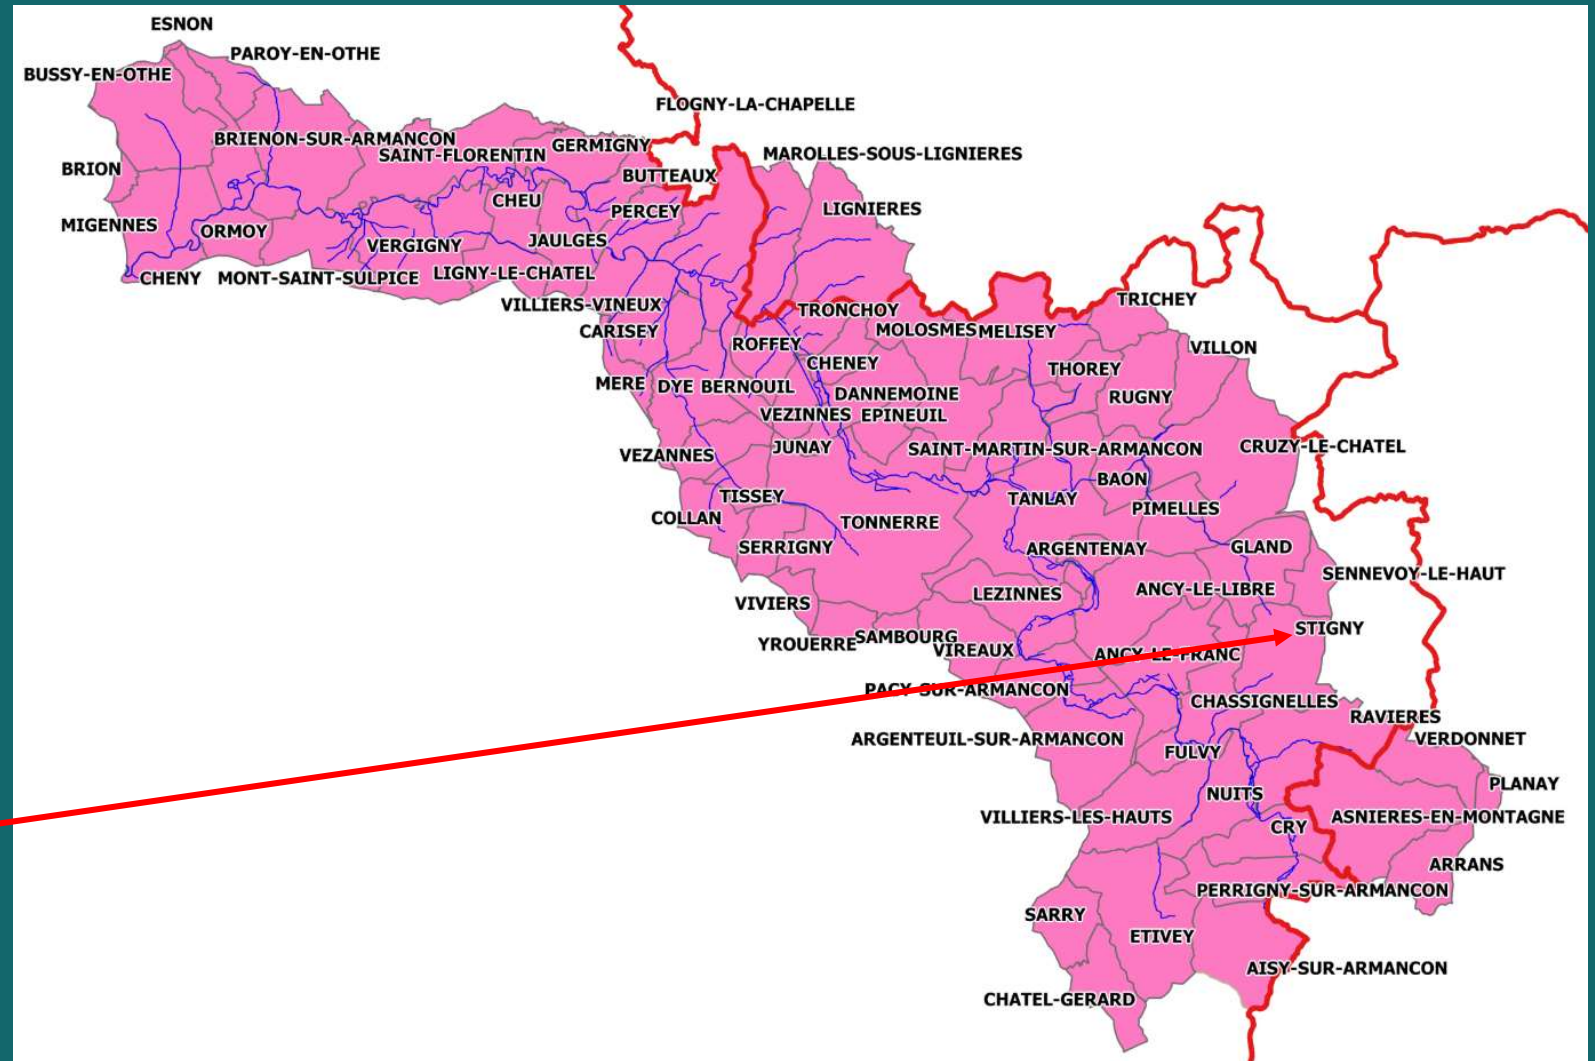 ESNON
PAROY-EN-OTHE
BUSSY-EN-OTHE
FLOGNY-LA-CHAPELLE
BRIENON-SUR-ARMANCON
SAINT-FLORENTIN
GERMIGNY
MAROLLES-SOUS-LIGNIERES
BRION
BUTTEAUX
CHEU
PERCEY
LIGNIERES
MIGENNES
ORMOY
VERGIGNY
JAULGES
CHENY
MONT-SAINT-SULPICE
LIGNY-LE-CHATEL
VILLIERS-VINEUX
TRONCHOY
TRICHEY
CARISEY
MOLOSMES
MELISEY
ROFFEY
VILLON
CHENEY
THOREY
MERE
DYE
BERNOUIL
DANNEMOINE
RUGNY
VEZINNES
EPINEUIL
VEZANNES
JUNAY
SAINT-MARTIN-SUR-ARMANCON
CRUZY-LE-CHATEL
BAON
TISSEY
TANLAY
PIMELLES
COLLAN
TONNERRE
SERRIGNY
ARGENTENAY
GLAND
SENNEVOY-LE-HAUT
LEZINNES
ANCY-LE-LIBRE
VIVIERS
STIGNY
YROUERRE
SAMBOURG
VIREAUX
ANCY-LE-FRANC
PACY-SUR-ARMANCON
CHASSIGNELLES
RAVIERES
ARGENTEUIL-SUR-ARMANCON
VERDONNET
FULVY
PLANAY
NUITS
VILLIERS-LES-HAUTS
CRY
ASNIERES-EN-MONTAGNE
ARRANS
PERRIGNY-SUR-ARMANCON
SARRY
ETIVEY
AISY-SUR-ARMANCON
CHATEL-GERARD